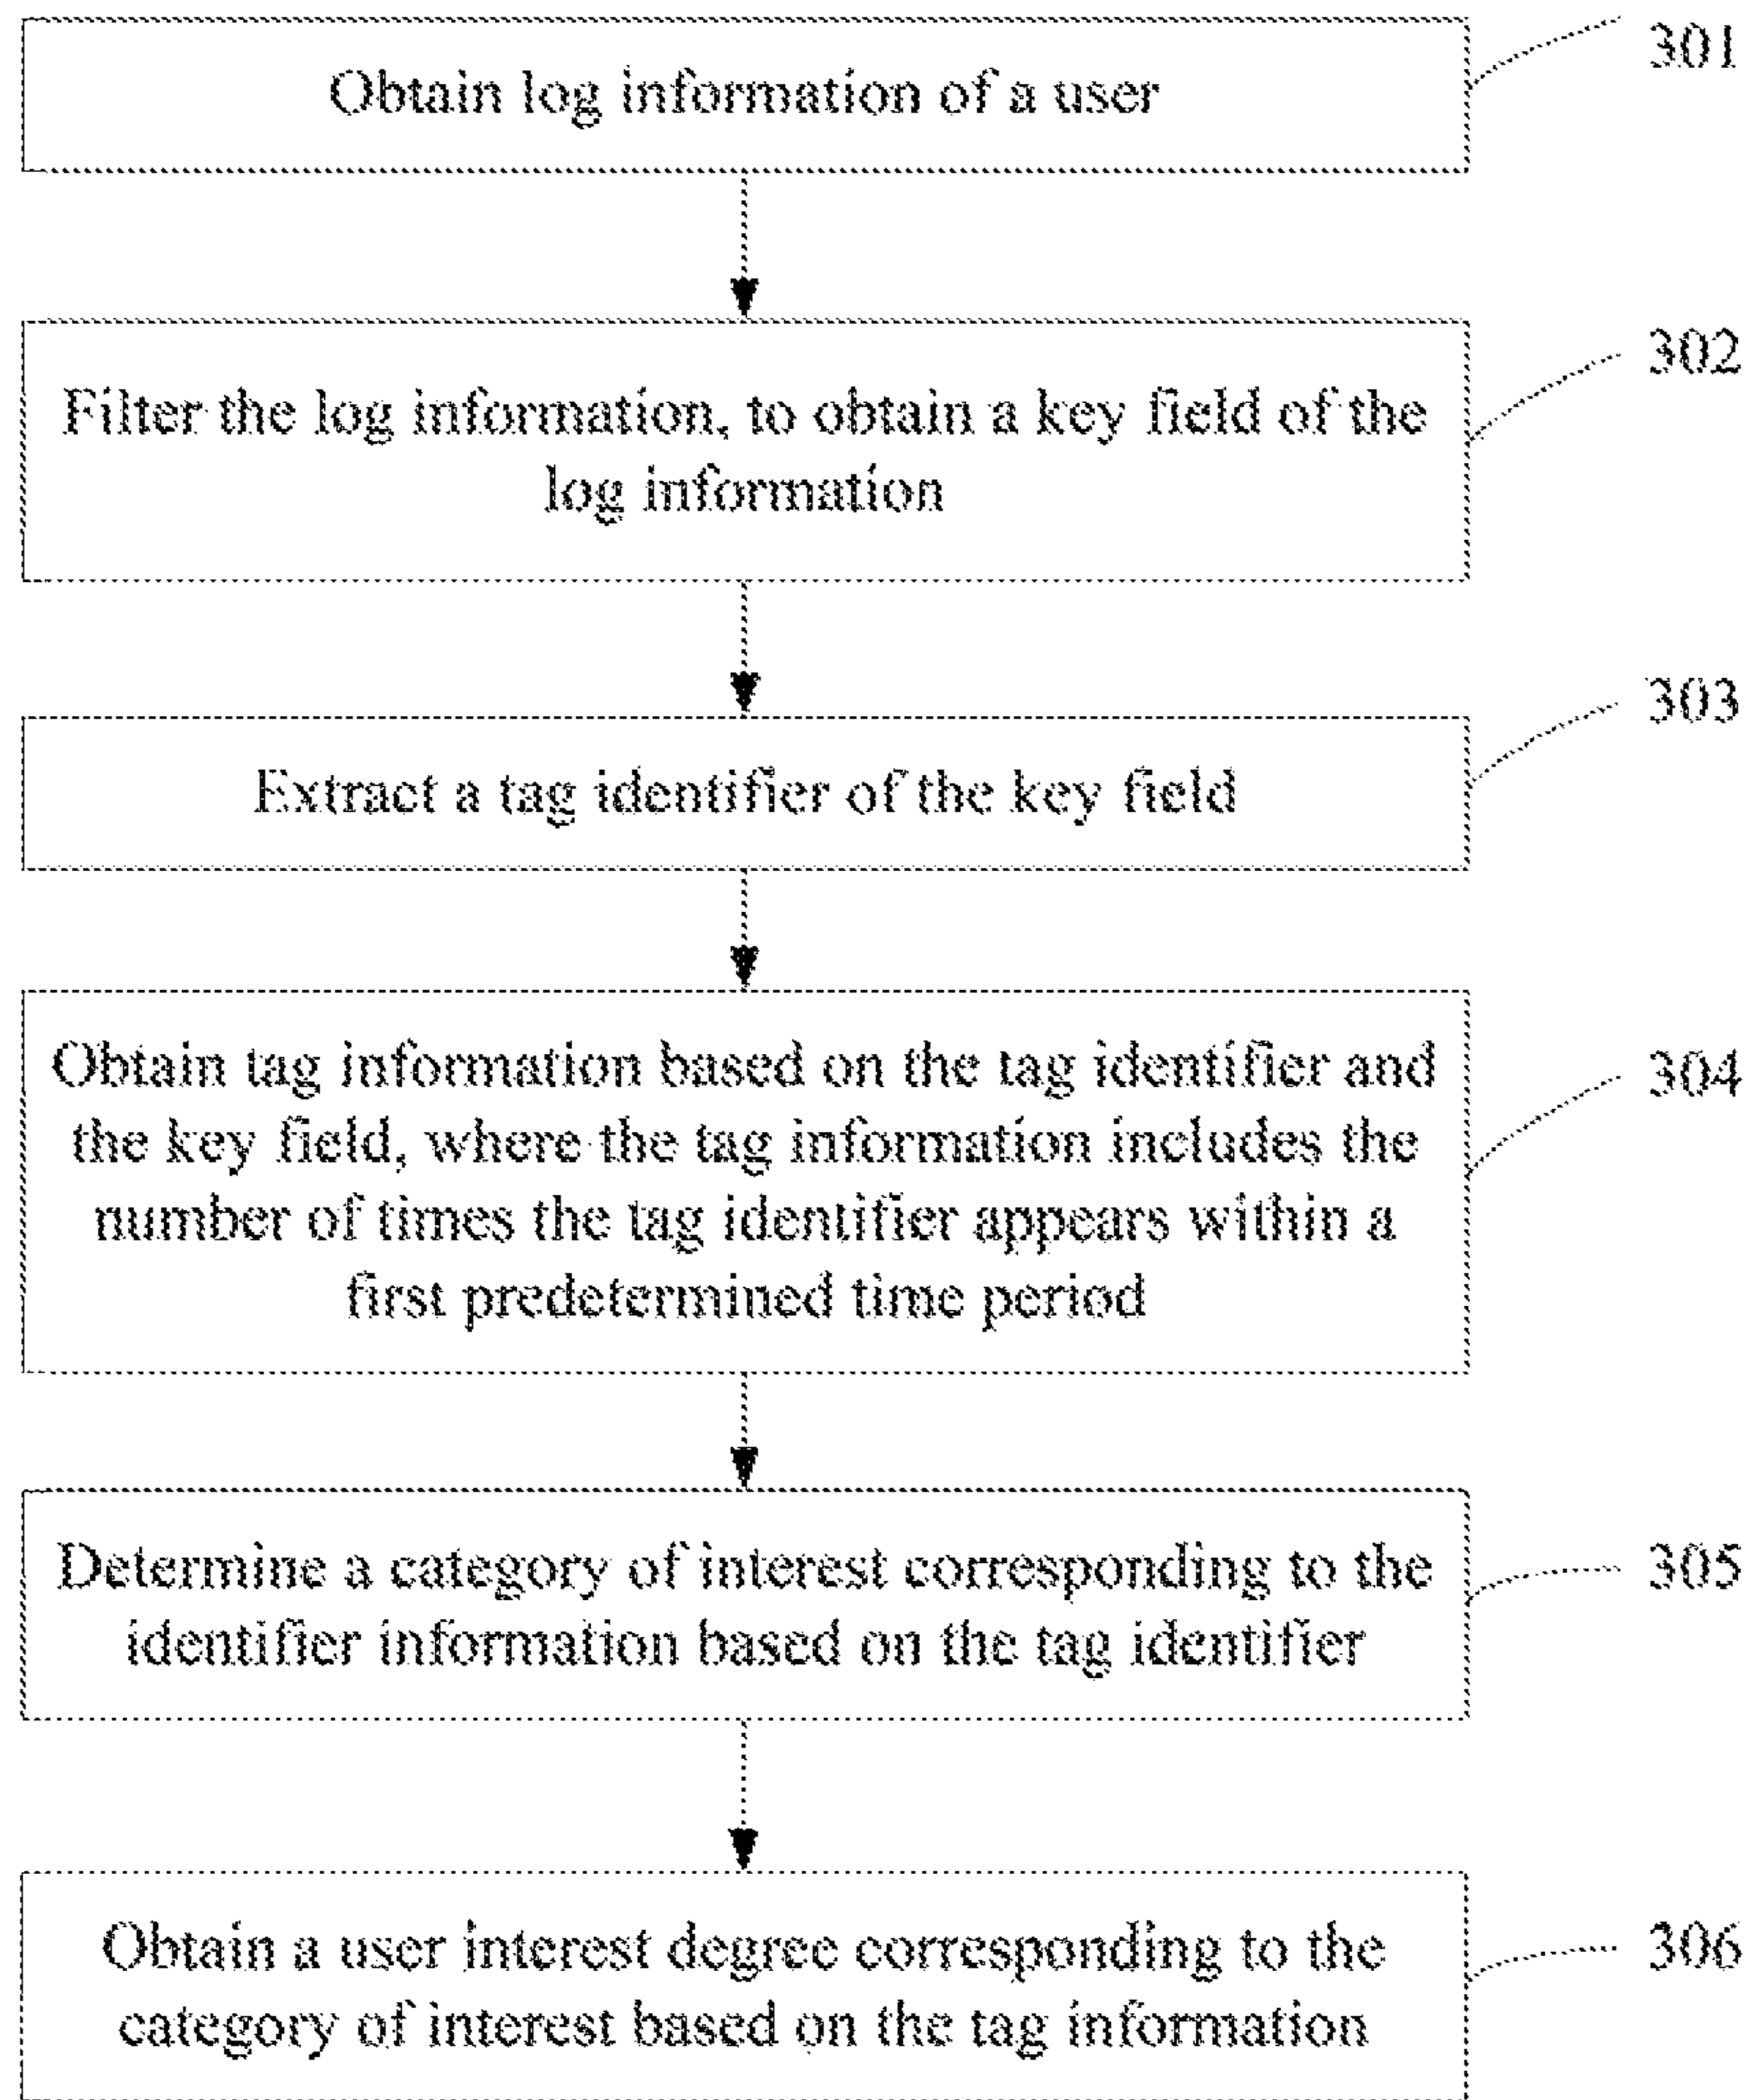 Obtain log information of a user
301
Filter the log information, to obtain a key field of the
log information
302
Extract a tag identifier of the key field
303
Obtain tag information based on the tag identifier and
the key field, where the tag information includes the
number of times the tag identifier appears within a
first predetermined time period
304
Determine a category of interest corresponding to the
identifier information based on the tag identifier
305
Obtain a user interest degree corresponding to the
category of interest based on the tag information
306